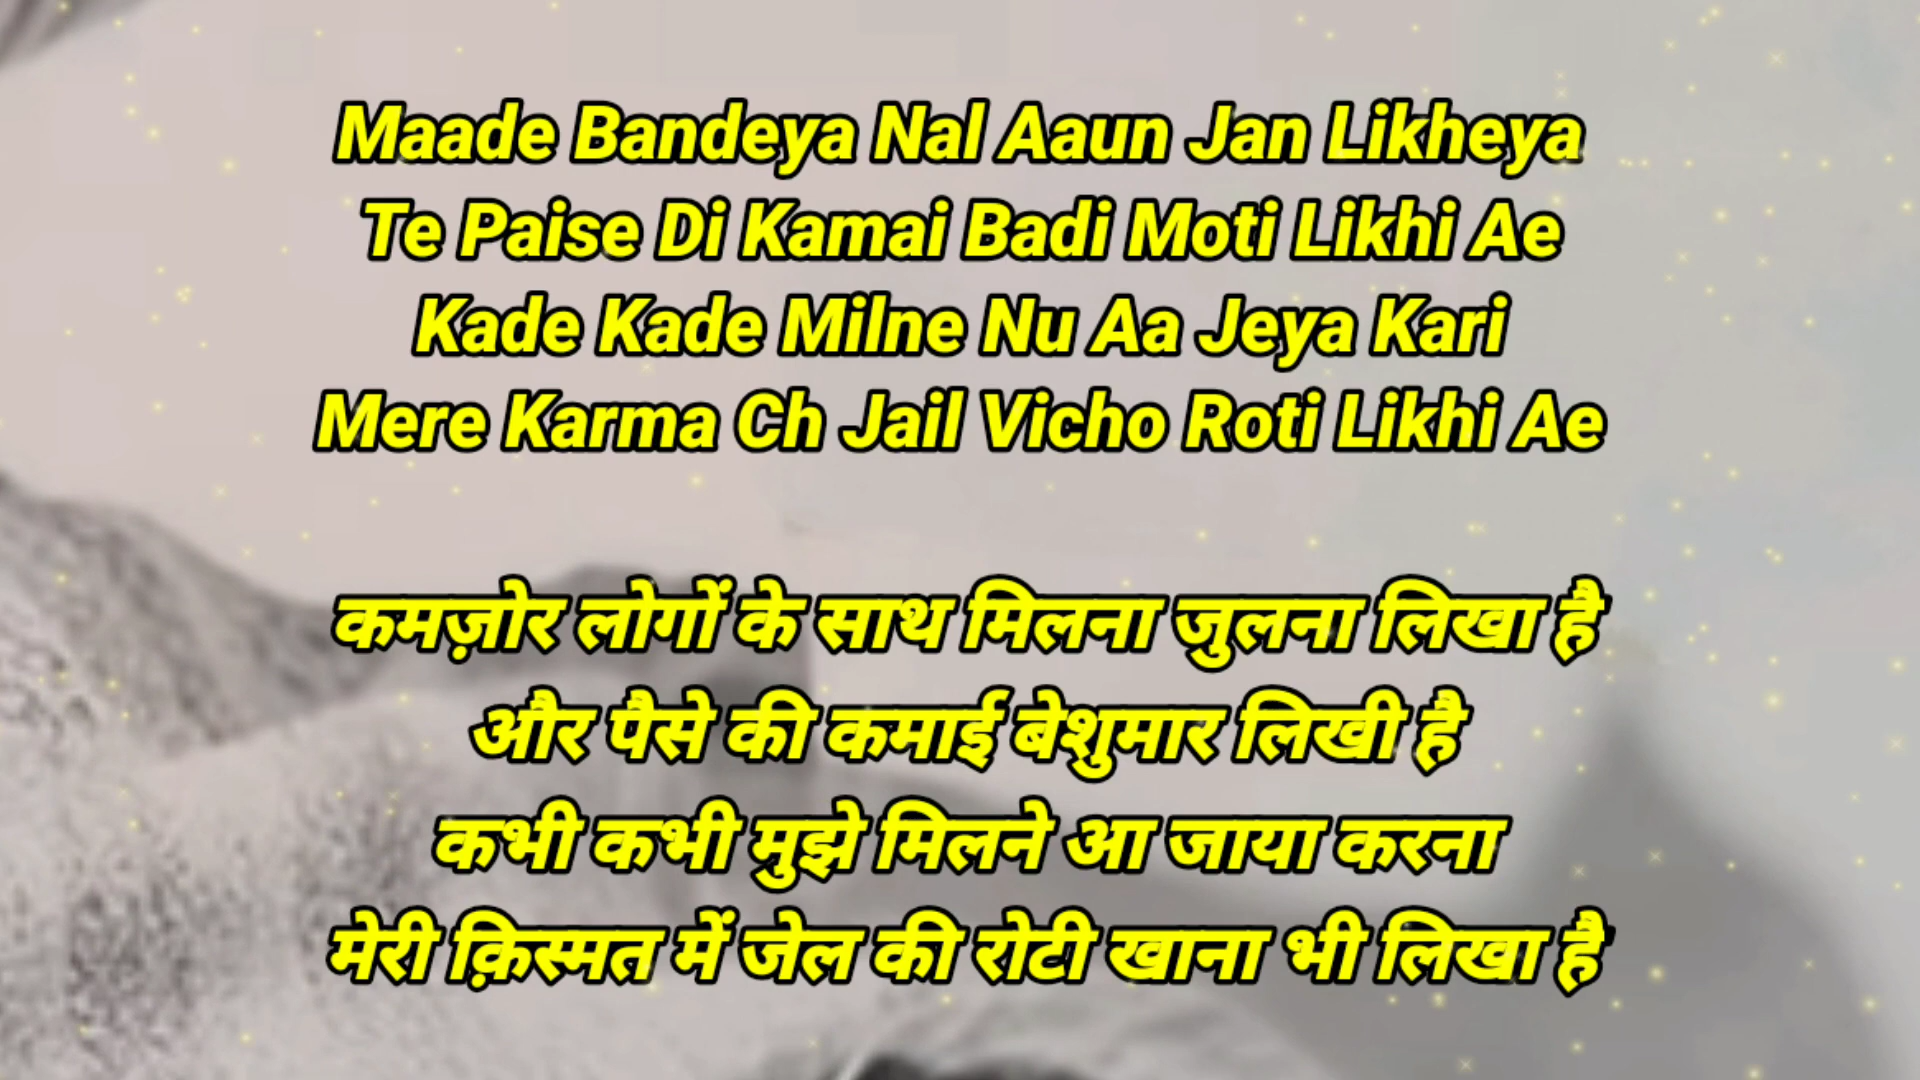 Maade Bandeya Nal Aaun Jan Likheya
Te Paise Di Kamai Badi Moti Likhi Ae
Kade Kade Milne Nu Aa Jeya Kari
Mere Karma Ch Jail Vicho Roti Likhi Ae
कमज़ोर लोगों के साथ मिलना जुलना लिखा है
और पैसे की कमाई बेशुमार लिखी है
कभी कभी मुझे मिलने आ जाया करना
मेरी क़िस्मत में जेल की रोटी खाना भी लिखा है